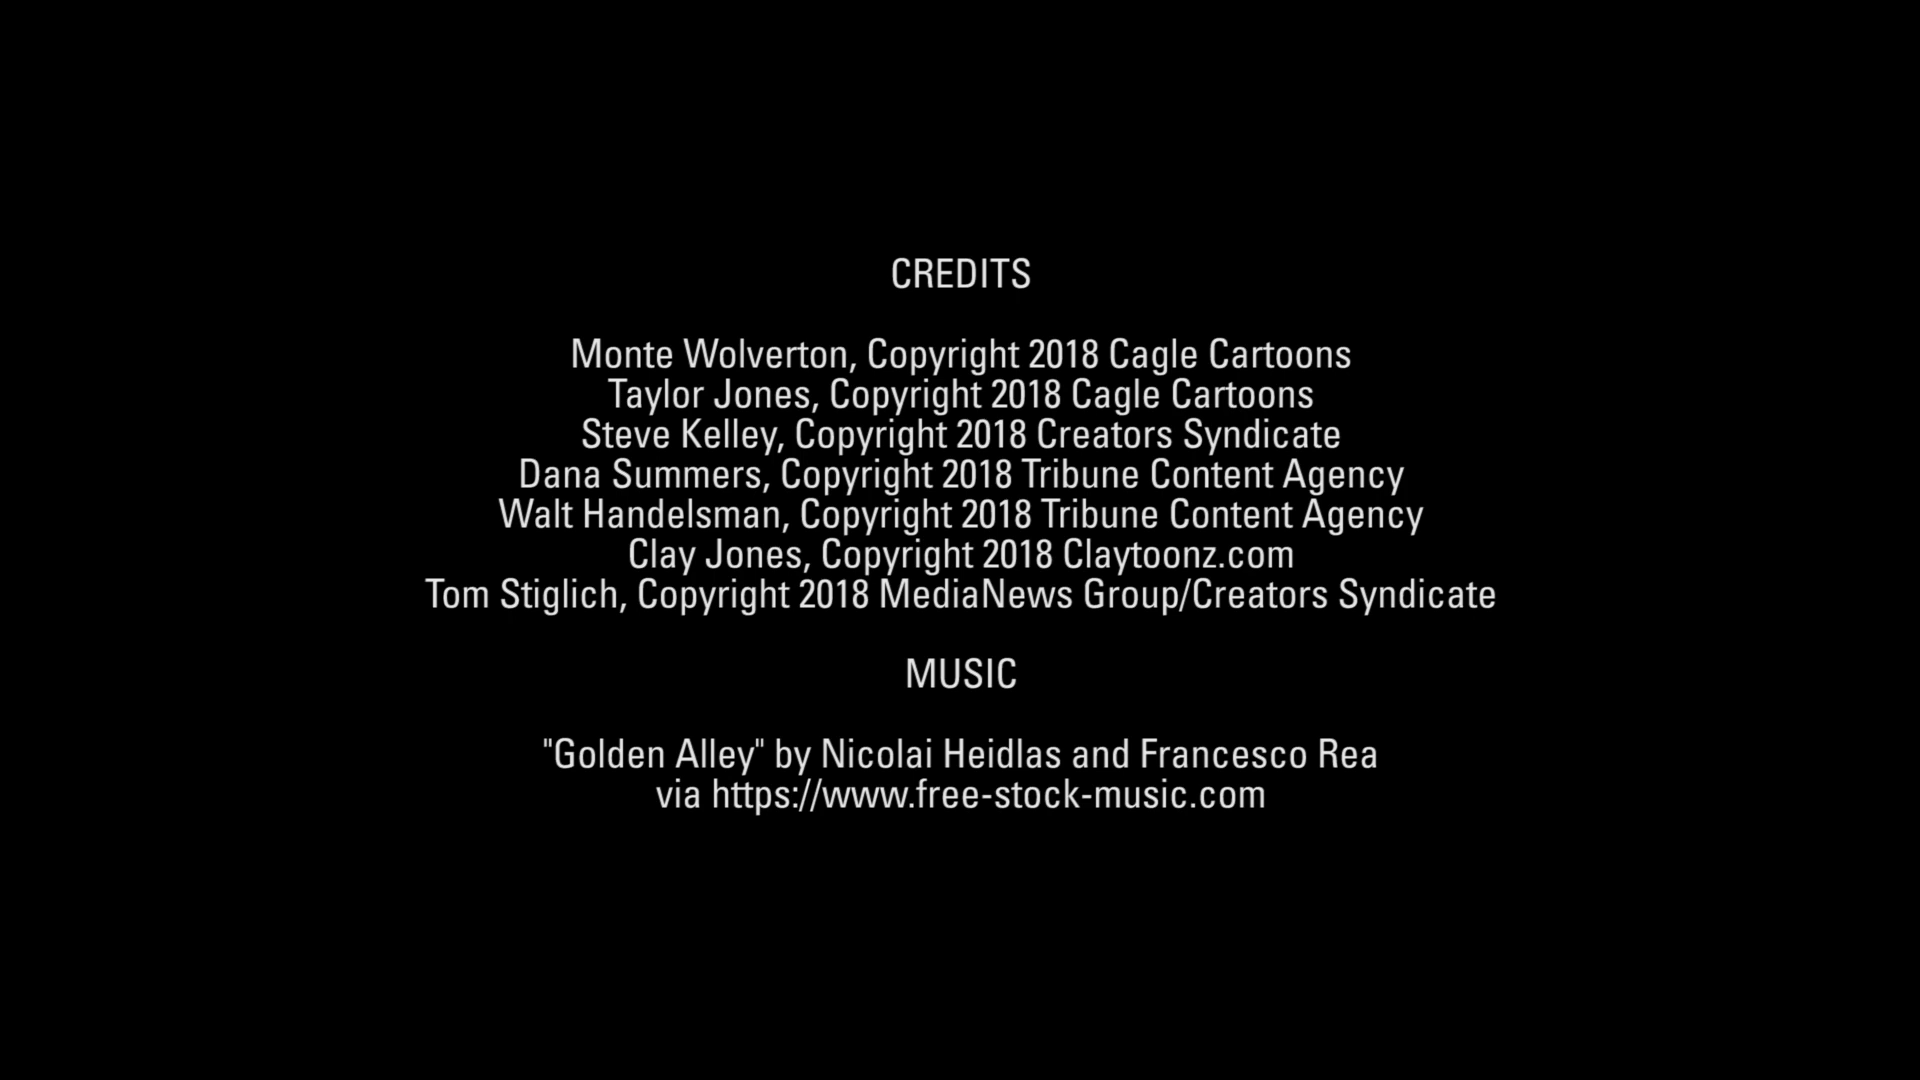 CREDITS
Monte Wolverton, Copyright 2018 Cagle Cartoons
Taylor Jones, Copyright 2018 Cagle Cartoons
Steve Kelley, Copyright 2018 Creators Syndicate
Dana Summers, Copyright 2018 Tribune Content Agency
Walt Handelsman, Copyright 2018 Tribune Content Agency
Clay Jones, Copyright 2018 Claytoonz.com
Tom Stiglich, Copyright 2018 MediaNews Group/Creators Syndicate
MUSIC
"Golden Alley" by Nicolai Heidlas and Francesco Rea
via https://www.free-stock-music.com